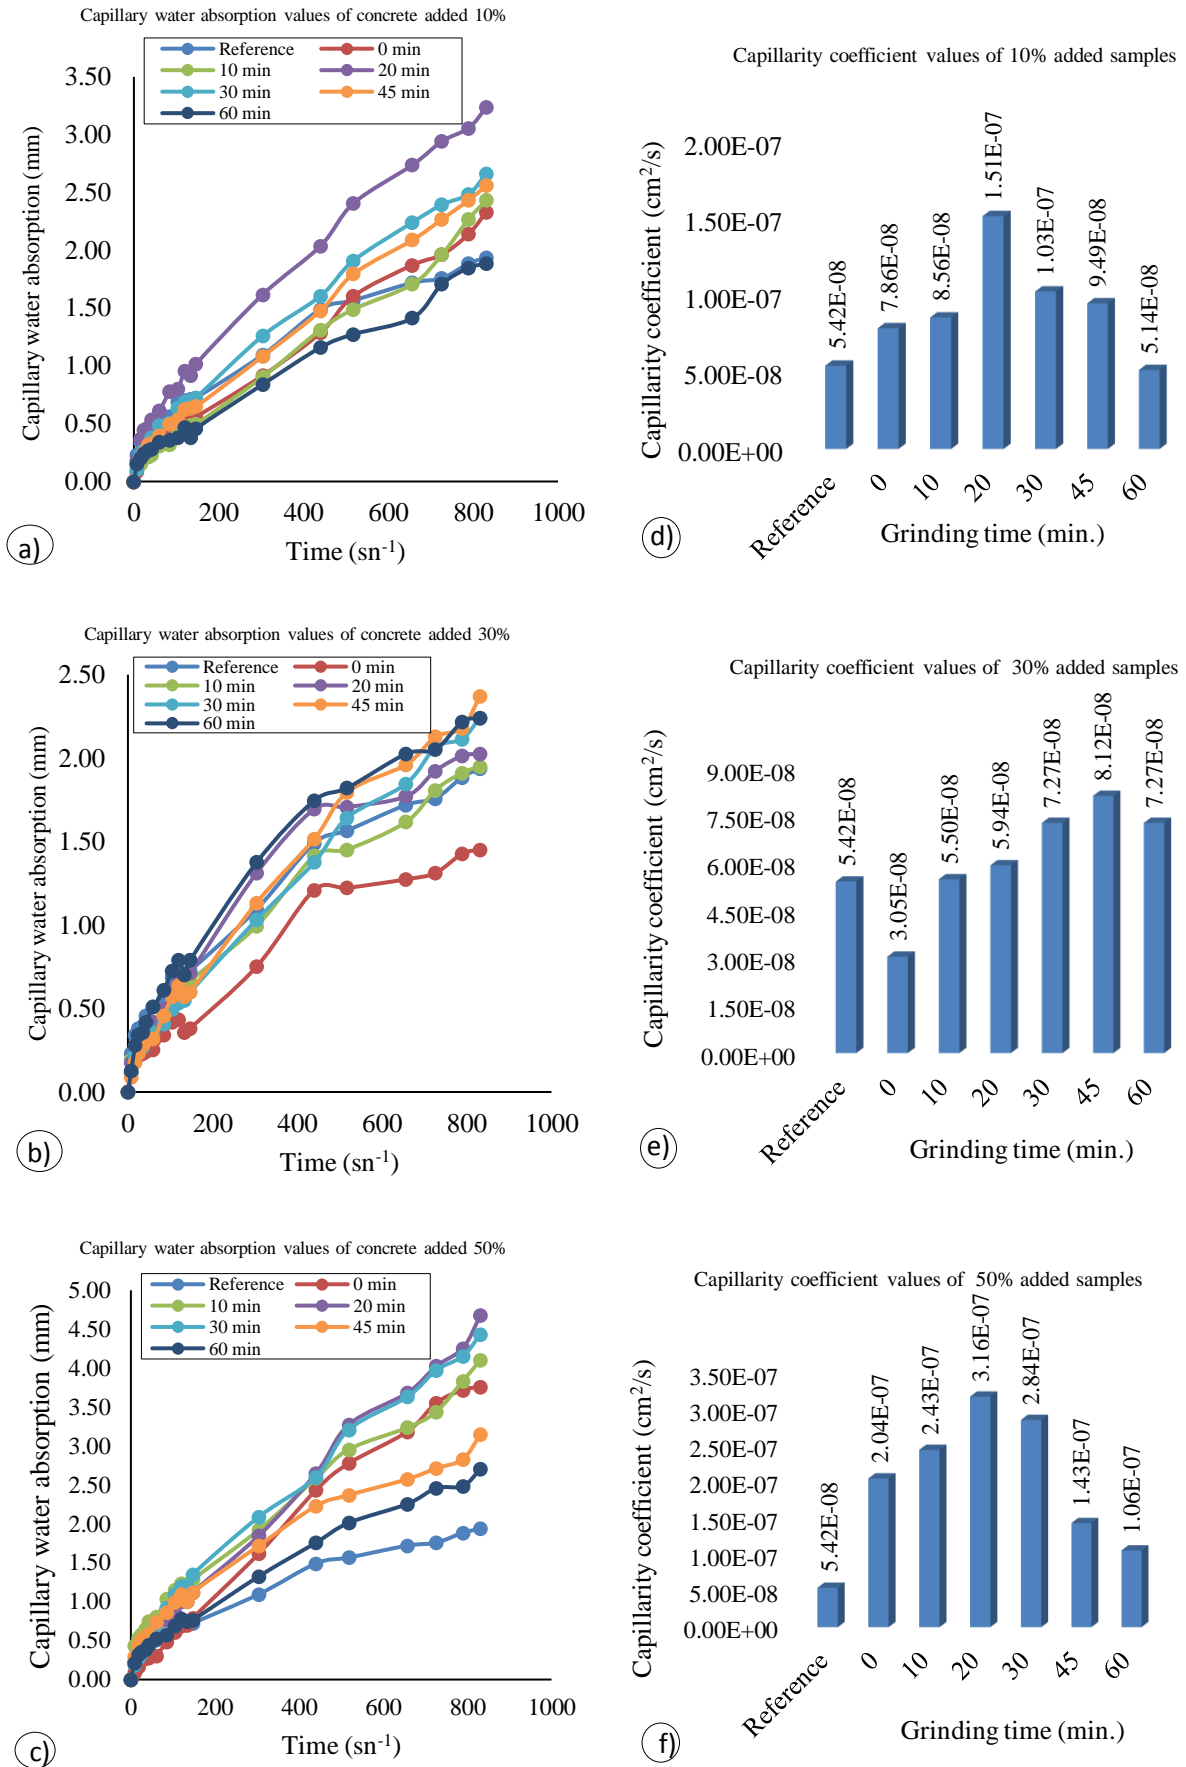 Capillary water absorption values of concrete added 10%
Reference 0 min
10 min 20 min
30 min 45 min
60 min
3.50
3.00
2.50
2.00
1.50
1.00
0.50
0.00
Capillary water absorption (mm)
0 200 400 600 800 1000
Time (sn-1)
a)
Capillarity coefficient values of 10% added samples
2.00E-07
1.50E-07
1.00E-07
5.00E-08
0.00E+00
Capillarity coefficient (cm2/s)
5.42E-08
7.86E-08
8.56E-08
1.51E-07
1.03E-07
9.49E-08
5.14E-08
Reference 0 10 20 30 45 60
Grinding time (min.)
d)
Capillary water absorption values of concrete added 30%
Reference 0 min
10 min 20 min
30 min 45 min
60 min
2.50
2.00
1.50
1.00
0.50
0.00
Capillary water absorption (mm)
0 200 400 600 800 1000
Time (sn-1)
b)
Capillarity coefficient values of 30% added samples
9.00E-08
7.50E-08
6.00E-08
4.50E-08
3.00E-08
1.50E-08
0.00E+00
Capillarity coefficient (cm2/s)
5.42E-08
3.05E-08
5.50E-08
5.94E-08
7.27E-08
8.12E-08
7.27E-08
Reference 0 10 20 30 45 60
Grinding time (min.)
e)
Capillary water absorption values of concrete added 50%
Reference 0 min
10 min 20 min
30 min 45 min
60 min
5.00
4.50
4.00
3.50
3.00
2.50
2.00
1.50
1.00
0.50
0.00
Capillary water absorption (mm)
0 200 400 600 800 1000
Time (sn-1)
c)
Capillarity coefficient values of 50% added samples
3.50E-07
3.00E-07
2.50E-07
2.00E-07
1.50E-07
1.00E-07
5.00E-08
0.00E+00
Capillarity coefficient (cm2/s)
5.42E-08
2.04E-07
2.43E-07
3.16E-07
2.84E-07
1.43E-07
1.06E-07
Reference 0 10 20 30 45 60
Grinding time (min.)
f)